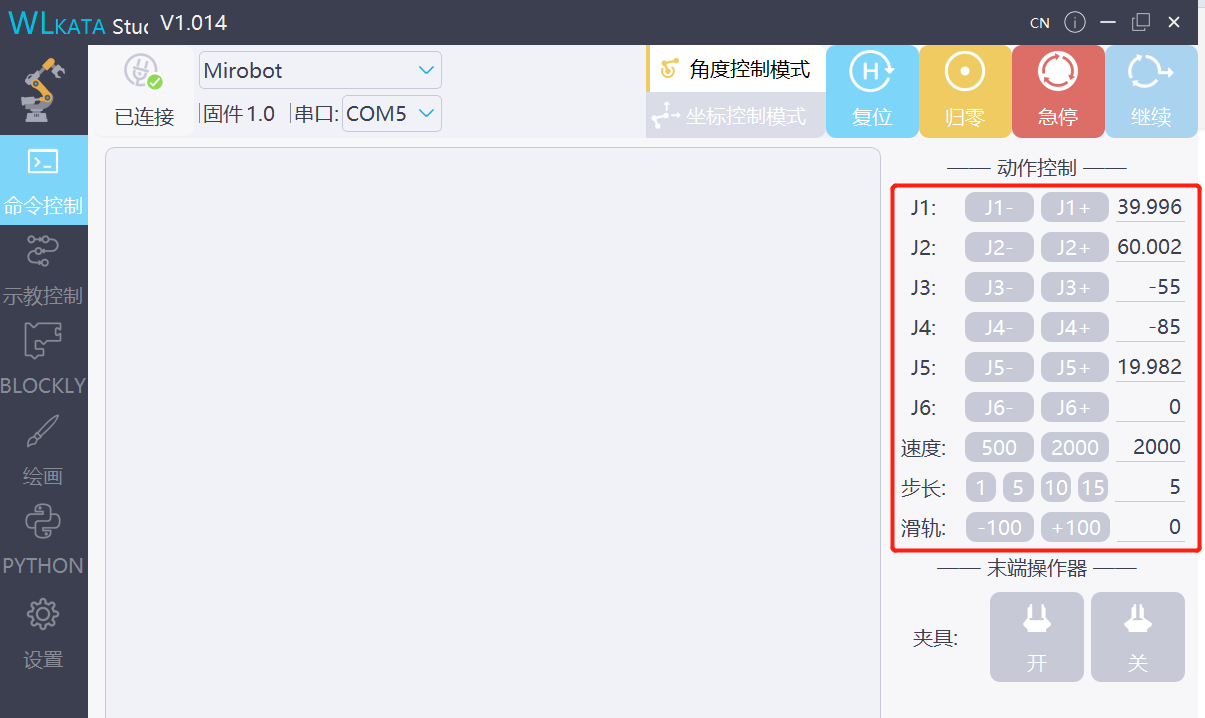 WLKATA Stuc V1.014
CN
已连接
Mirobot
固件 1.0 串口: COM5
角度控制模式
坐标控制模式
H
复位
归零
急停
继续
命令控制
示教控制
BLOCKLY
绘画
PYTHON
设置
动作控制
J1: J1- J1+ 39.996
J2: J2- J2+ 60.002
J3: J3- J3+ -55
J4: J4- J4+ -85
J5: J5- J5+ 19.982
J6: J6- J6+ 0
速度: 500 2000 2000
步长: 1 5 10 15 5
滑轨: -100 +100 0
末端操作器
夹具: 开 关